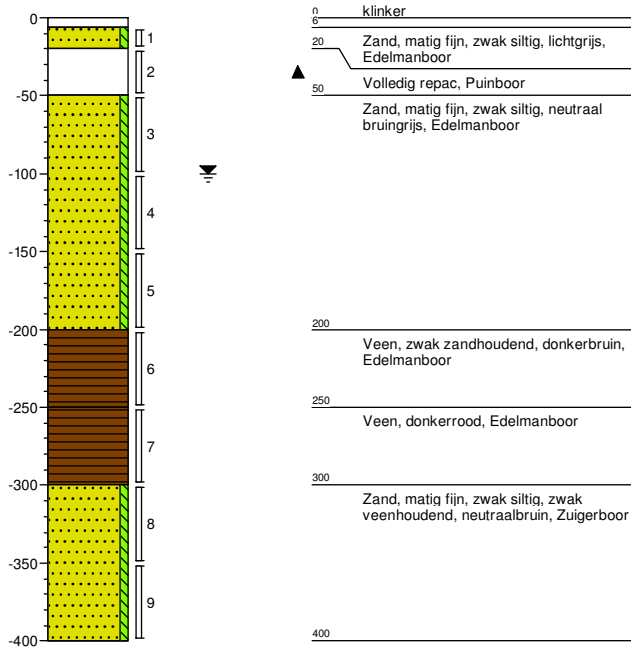 0
-50
-100
-150
-200
-250
-300
-350
-400
1
2
3
4
5
6
7
8
9
0
klinker
6
Zand, matig fijn, zwak siltig, lichtgrijs,
Edelmanboor
20
Volledig repac, Puinboor
50
Zand, matig fijn, zwak siltig, neutraal
bruingrijs, Edelmanboor
200
Veen, zwak zandhoudend, donkerbruin,
Edelmanboor
250
Veen, donkerrood, Edelmanboor
300
Zand, matig fijn, zwak siltig, zwak
veenhoudend, neutraalbruin, Zuigerboor
400